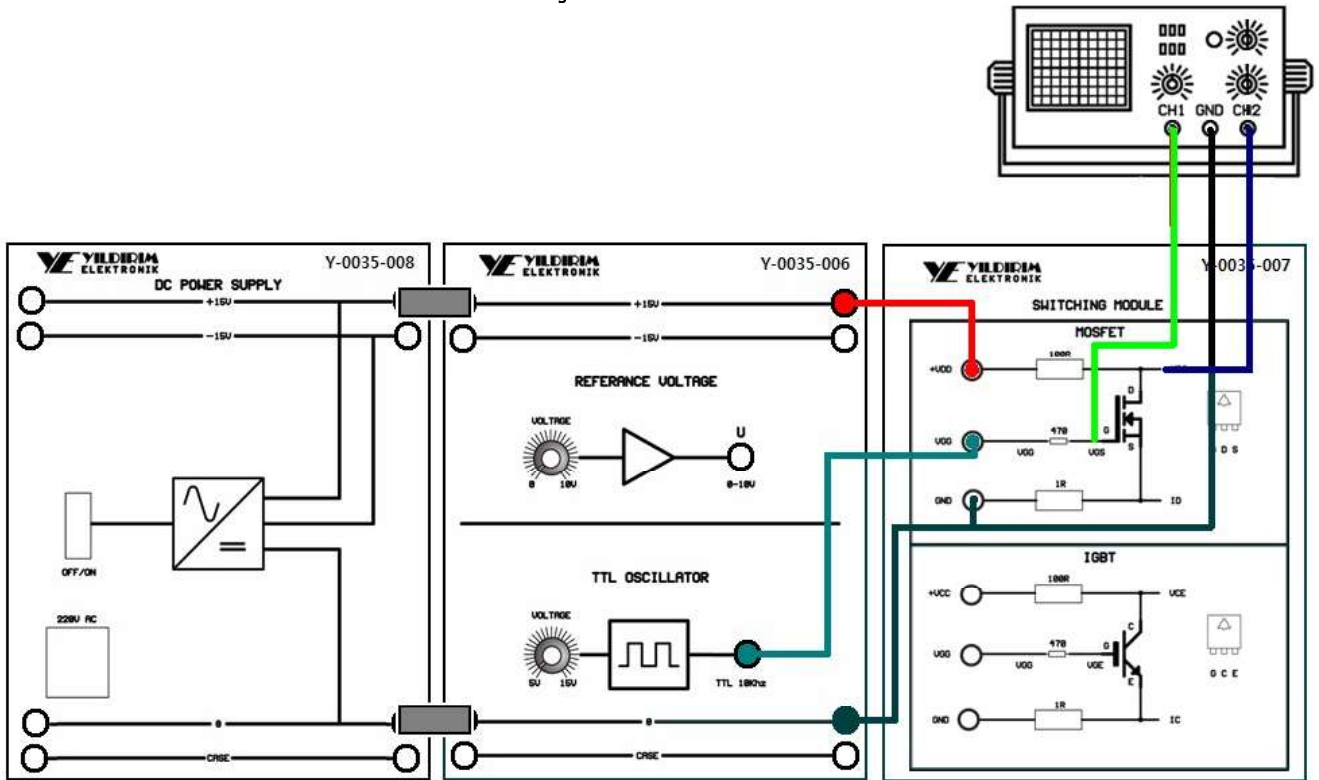 CH1 GND CH2
YE YILDIRIM
ELEKTRONIK
Y-0035-008
DC POWER SUPPLY
+15V
-15V
OFF/ON
220V AC
0
CASE
YE YILDIRIM
ELEKTRONIK
Y-0035-006
+15V
-15V
REFERANCE VOLTAGE
VOLTAGE
0 10V
U
0-10V
TTL OSCILLATOR
VOLTAGE
5V 15V
TTL 10Khz
0
CASE
YE YILDIRIM
ELEKTRONIK
Y-0035-007
SWITCHING MODULE
MOSFET
+VDD
100R
D
VGG
470
G
VGG
VGS
S
D S
GND
1R
ID
IGBT
+VCC
100R
VCE
C
VGG
470
G
VGG
VGE
E
G C E
GND
1R
IC